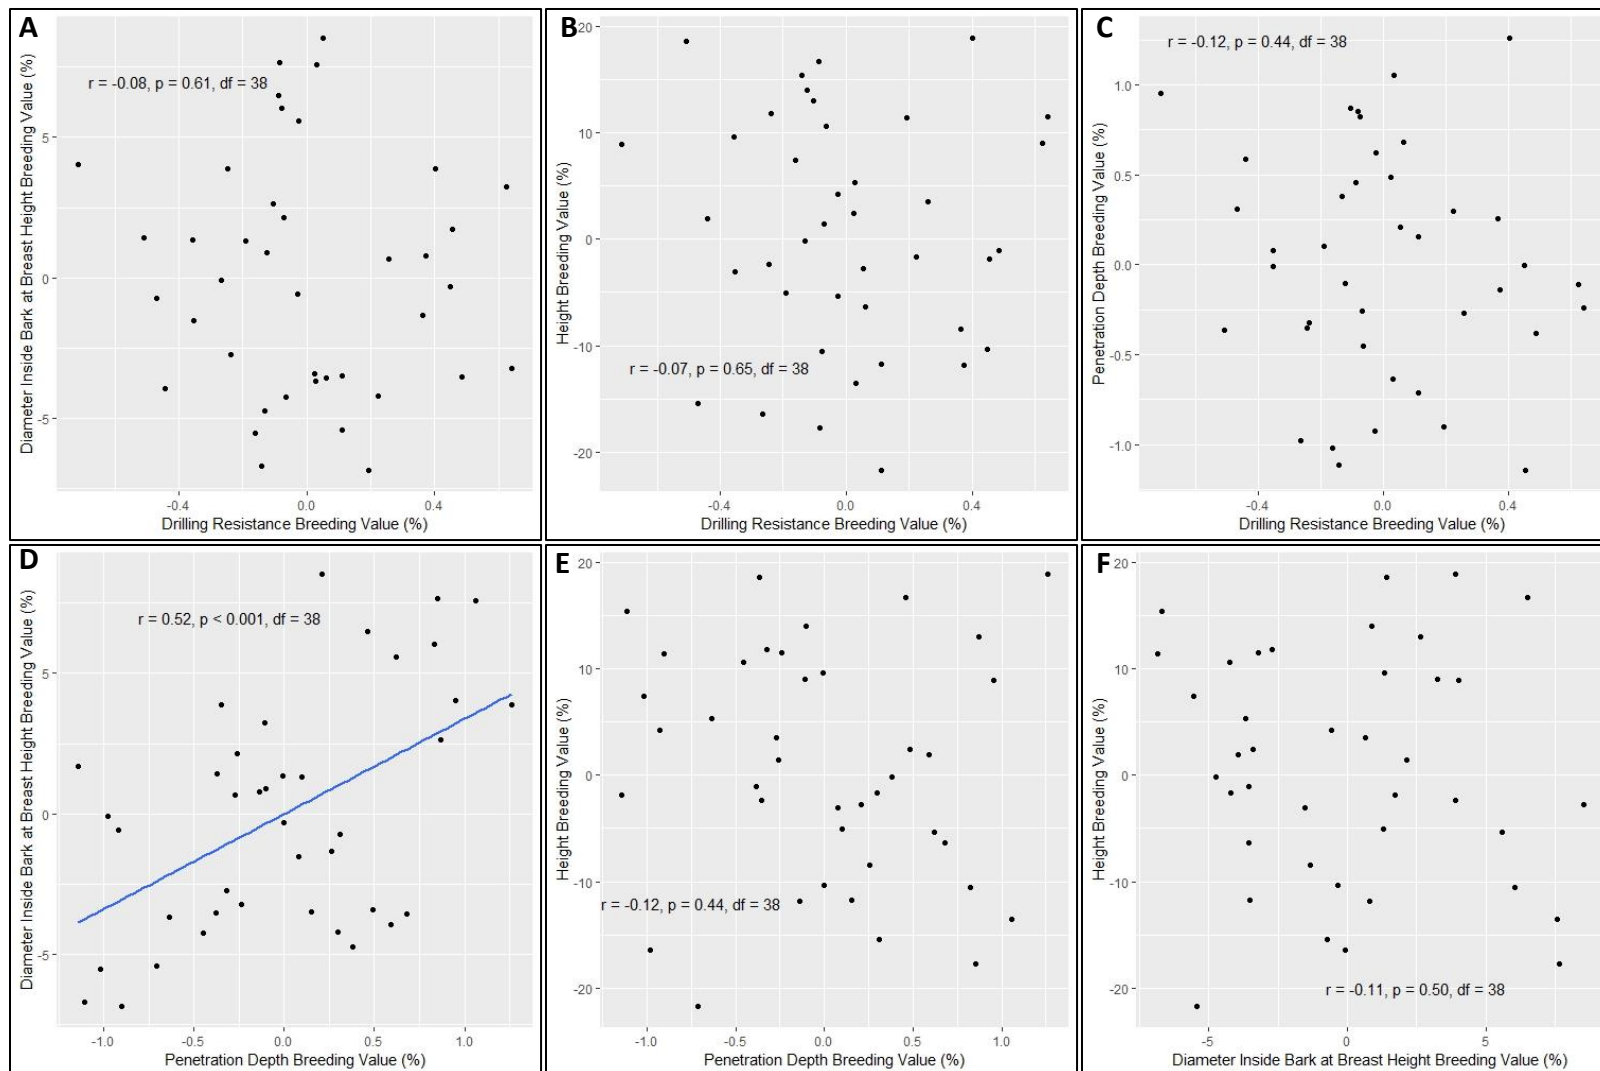 A
Diameter Inside Bark at Breast Height Breeding Value (%)
r = -0.08, p = 0.61, df = 38
5
0
-5
-0.4
0.0
0.4
Drilling Resistance Breeding Value (%)
B
Height Breeding Value (%)
20
10
0
-10
-20
r = -0.07, p = 0.65, df = 38
-0.4
0.0
0.4
Drilling Resistance Breeding Value (%)
C
Penetration Depth Breeding Value (%)
r = -0.12, p = 0.44, df = 38
1.0
0.5
0.0
-0.5
-1.0
-0.4
0.0
0.4
Drilling Resistance Breeding Value (%)
D
Diameter Inside Bark at Breast Height Breeding Value (%)
r = 0.52, p < 0.001, df = 38
5
0
-5
-1.0
-0.5
0.0
0.5
1.0
Penetration Depth Breeding Value (%)
E
Height Breeding Value (%)
20
10
0
-10
-20
r = -0.12, p = 0.44, df = 38
-1.0
-0.5
0.0
0.5
1.0
Penetration Depth Breeding Value (%)
F
Height Breeding Value (%)
20
10
0
-10
-20
r = -0.11, p = 0.50, df = 38
-5
0
5
Diameter Inside Bark at Breast Height Breeding Value (%)